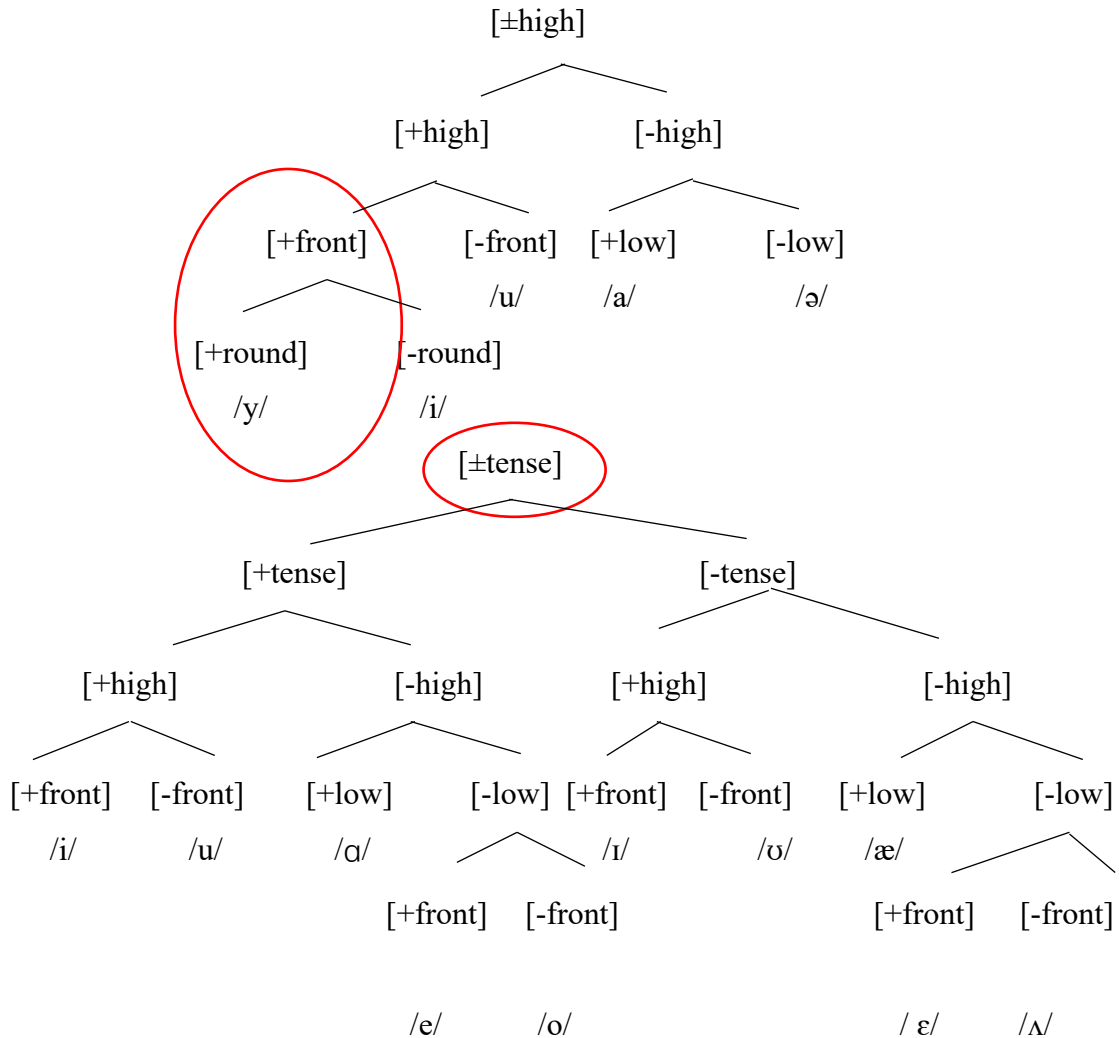 [±high]
[+high] [-high]
[+front] [-front] [+low] [-low]
/u/ /a/ /ə/
[+round] [-round]
/y/ /i/
[±tense]
[+tense] [-tense]
[+high] [-high] [+high] [-high]
[+front] [-front] [+low] [-low] [+front] [-front] [+low] [-low]
/i/ /u/ /ɑ/ /ɪ/ /ʊ/ /æ/
[+front] [-front] [+front] [-front]
/e/ /o/ / ɛ/ /ʌ/